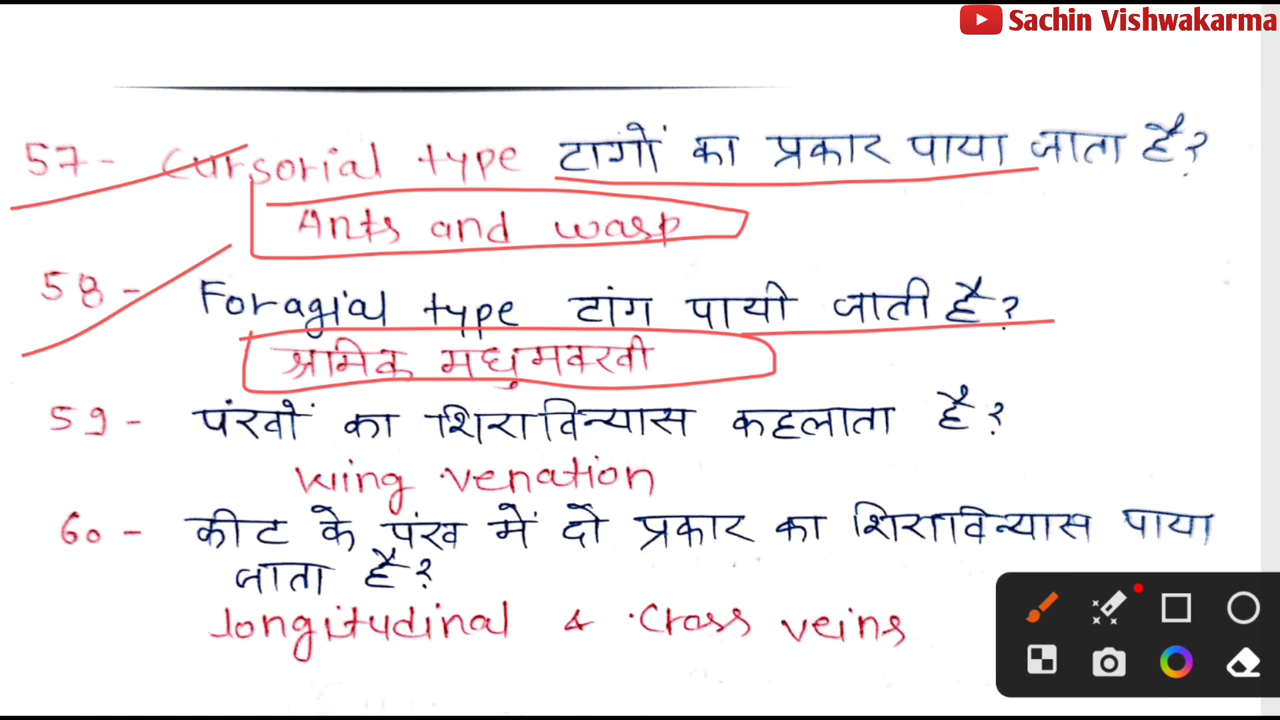 Sachin Vishwakarma
57- Cursorial type टांगों का प्रकार पाया जाता है?
Ants and wasp
58- Foragial type टांग पायी जाती है?
श्रमिक मधुमक्खी
59- पंखों का शिराविन्यास कहलाता है?
wing venation
60- कीट के पंख में दो प्रकार का शिराविन्यास पाया
जाता है?
longitudinal & cross veins